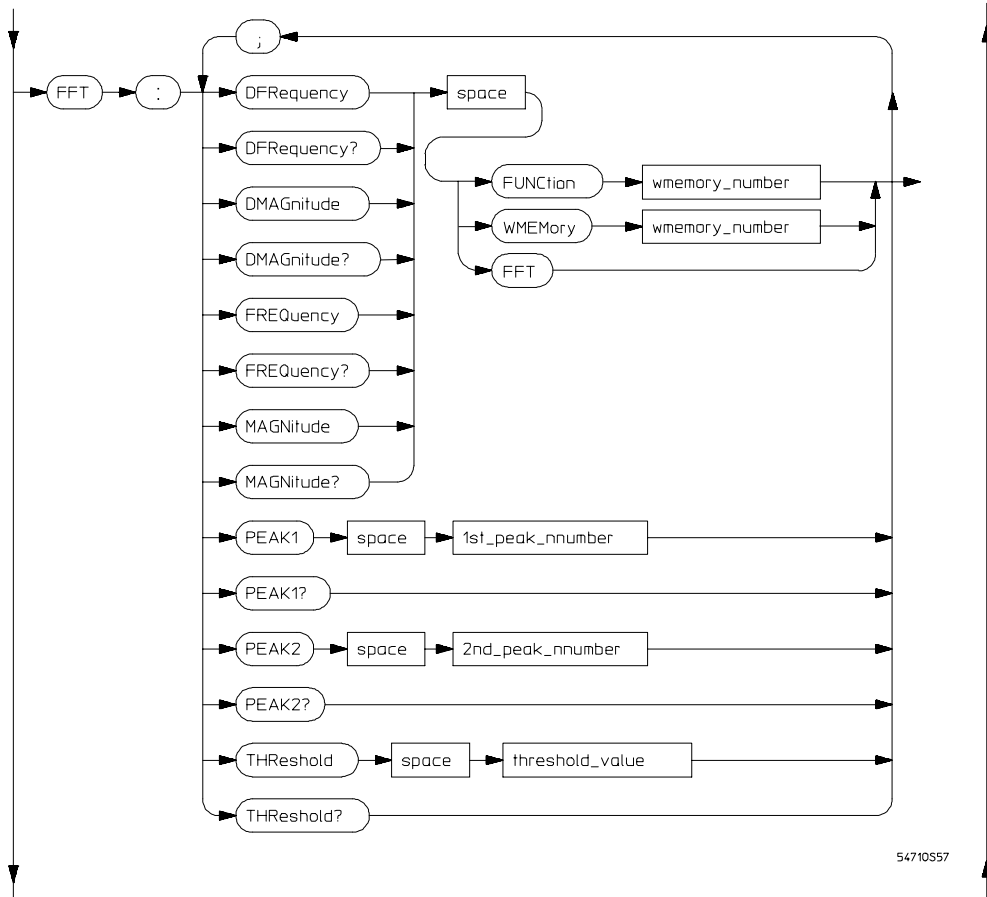 ;
FFT : DFRequency space
DFRequency?
FUNCtion wmemory_number
DMAGnitude
WMEMory wmemory_number
DMAGnitude?
FFT
FREQuency
FREQuency?
MAGNitude
MAGNitude?
PEAK1 space 1st_peak_nnumber
PEAK1?
PEAK2 space 2nd_peak_nnumber
PEAK2?
THReshold space threshold_value
THReshold?
54710S57